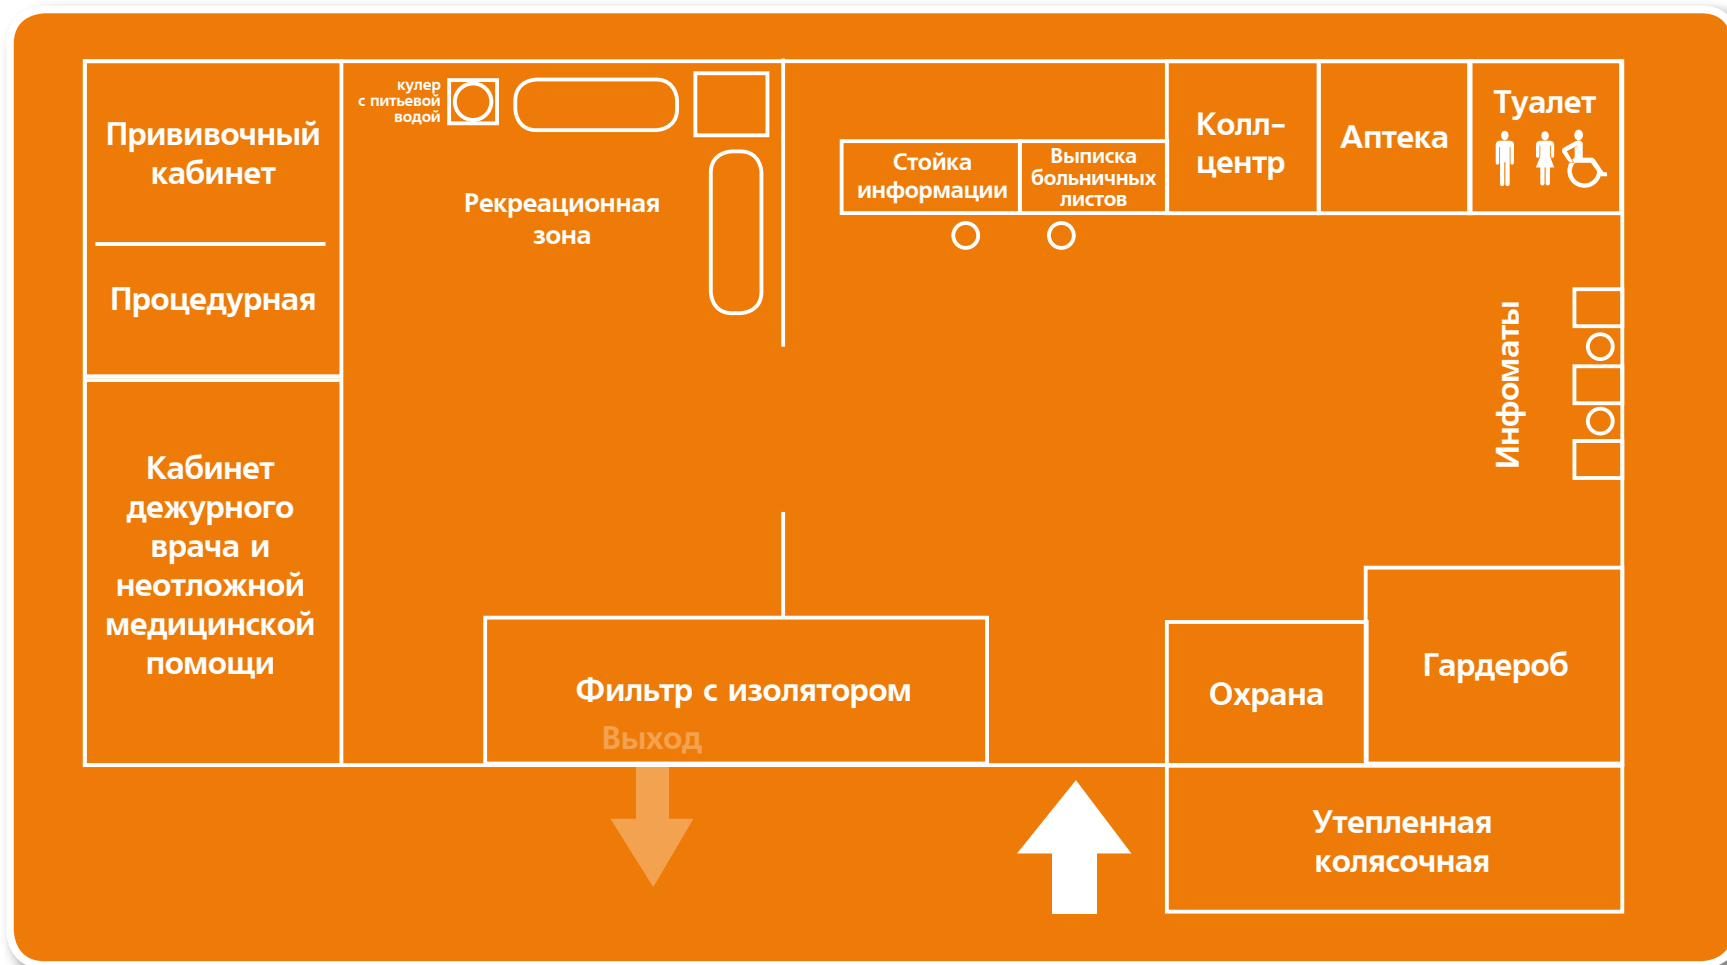 Прививочный
кабинет
Процедурная
Кабинет
дежурного
врача и
неотложной
медицинской
помощи
кулер
с питьевой
водой
Рекреационная
зона
Стойка
информации
Выписка
больничных
листов
Колл-
центр
Аптека
Туалет
Инфоматы
Фильтр с изолятором
Выход
Охрана
Гардероб
Утепленная
колясочная